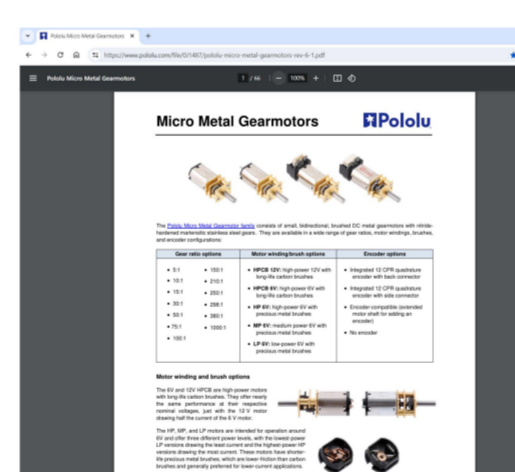 Pololu Micro Metal Gearmotors
https://www.pololu.com/file/0J1487/pololu-micro-metal-gearmotors-rev-6-1.pdf
Pololu Micro Metal Gearmotors
1 / 66
100%
Micro Metal Gearmotors
Pololu
The Pololu Micro Metal Gearmotor family consists of small, bidirectional, brushed DC metal gearmotors with nitride-
hardened martensitic stainless steel gears. They are available in a wide range of gear ratios, motor windings, brushes,
and encoder configurations:
Gear ratio options
• 5:1
• 10:1
• 15:1
• 30:1
• 50:1
• 75:1
• 100:1
• 150:1
• 210:1
• 250:1
• 298:1
• 380:1
• 1000:1
Motor winding/brush options
• HPCB 12V: high-power 12V with
long-life carbon brushes
• HPCB 6V: high-power 6V with
long-life carbon brushes
• HP 6V: high-power 6V with
precious metal brushes
• MP 6V: medium power 6V with
precious metal brushes
• LP 6V: low-power 6V with
precious metal brushes
Encoder options
• Integrated 12 CPR quadrature
encoder with back connector
• Integrated 12 CPR quadrature
encoder with side connector
• Encoder-compatible (extended
motor shaft for adding an
encoder)
• No encoder
Motor winding and brush options
The 6V and 12V HPCB are high-power motors
with long-life carbon brushes. They offer nearly
the same performance at their respective
nominal voltages, just with the 12 V motor
drawing half the current of the 6 V motor.
The HP, MP, and LP motors are intended for operation around
6V and offer three different power levels, with the lowest-power
LP versions drawing the least current and the highest-power HP
versions drawing the most current. These motors have shorter-
life precious metal brushes, which are lower-friction than carbon
brushes and generally preferred for lower-current applications.